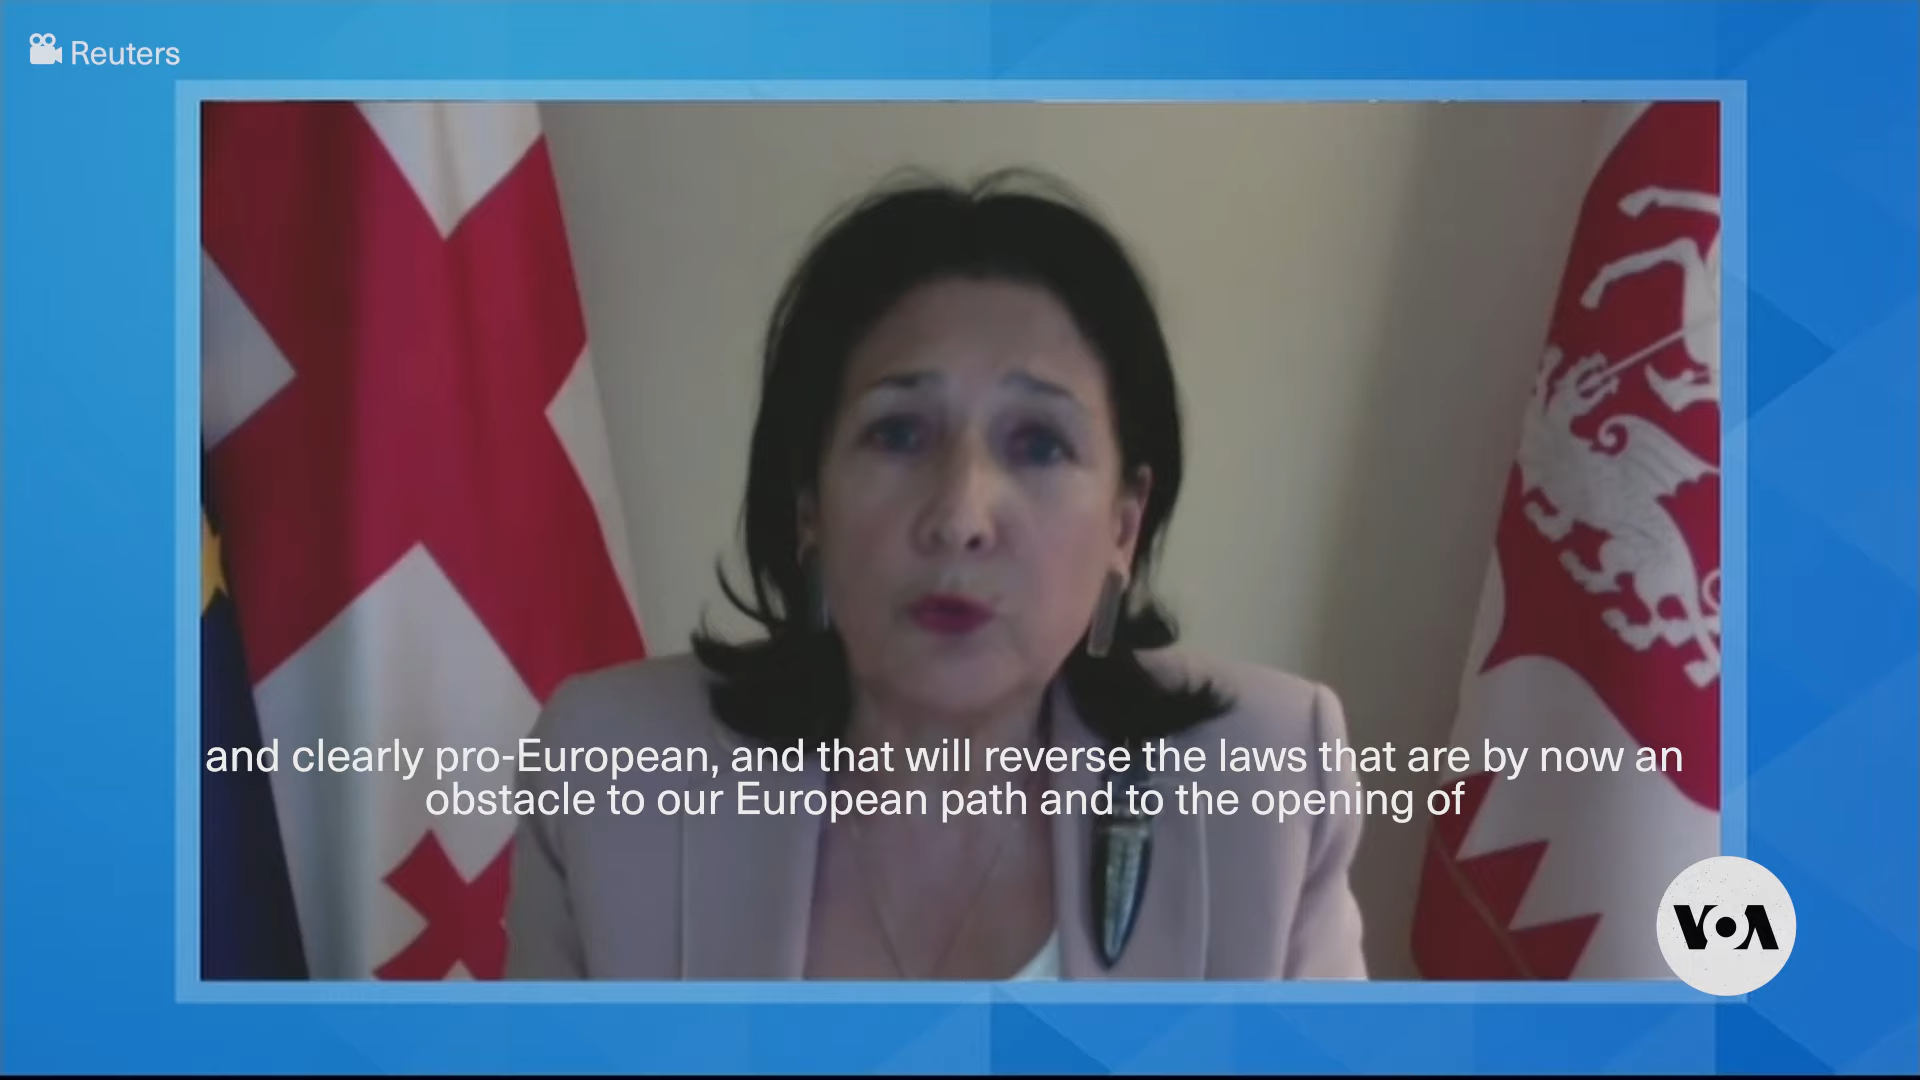 Reuters
and clearly pro-European, and that will reverse the laws that are by now an
obstacle to our European path and to the opening of
VOA